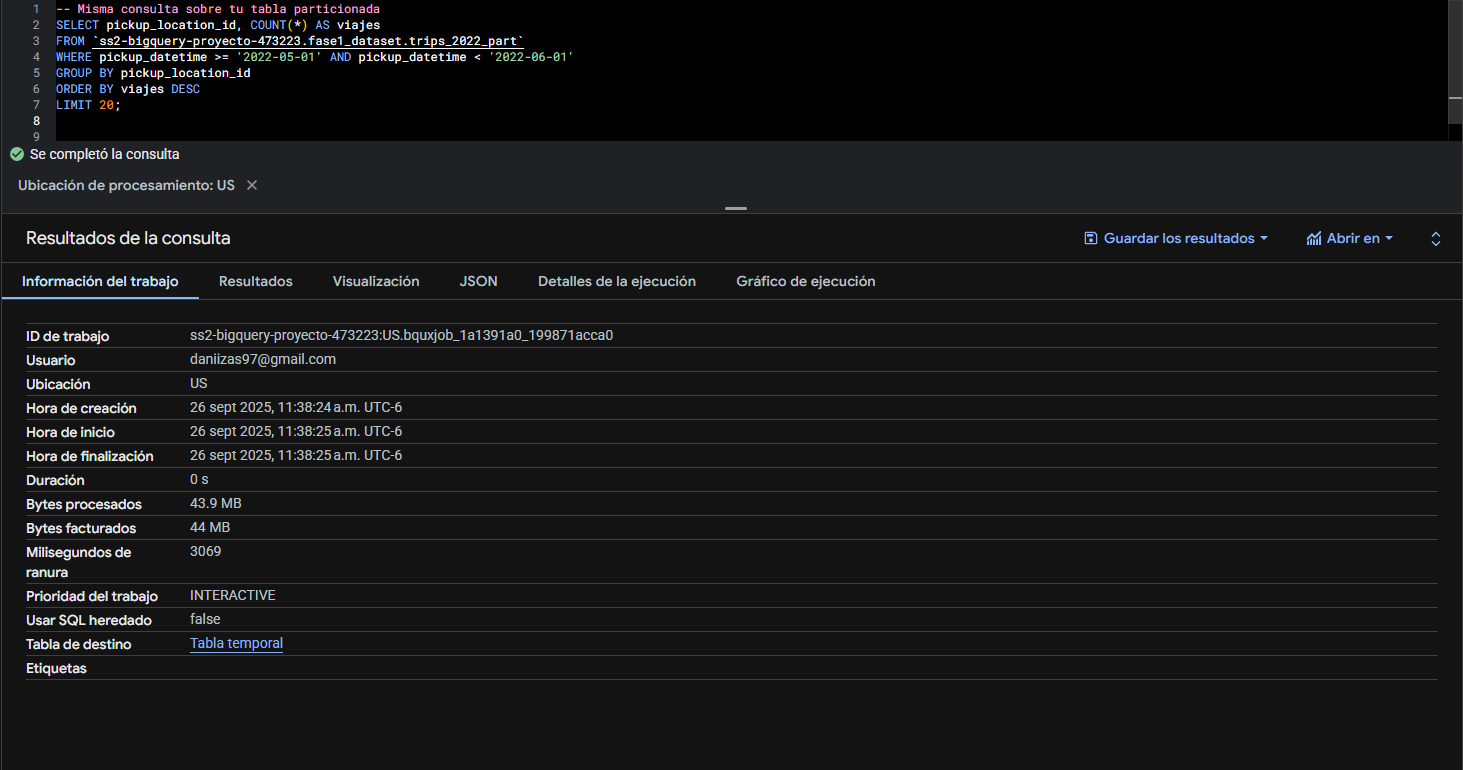 1 -- Misma consulta sobre tu tabla particionada
2 SELECT pickup_location_id, COUNT(*) AS viajes
3 FROM `ss2-bigquery-proyecto-473223.fase1_dataset.trips_2022_part`
4 WHERE pickup_datetime >= '2022-05-01' AND pickup_datetime < '2022-06-01'
5 GROUP BY pickup_location_id
6 ORDER BY viajes DESC
7 LIMIT 20;
8
9
Se completó la consulta
Ubicación de procesamiento: US
Resultados de la consulta
Guardar los resultados
Abrir en
Información del trabajo Resultados Visualización JSON Detalles de la ejecución Gráfico de ejecución
ID de trabajo ss2-bigquery-proyecto-473223:US.bquxjob_1a1391a0_199871acca0
Usuario daniizas97@gmail.com
Ubicación US
Hora de creación 26 sept 2025, 11:38:24 a.m. UTC-6
Hora de inicio 26 sept 2025, 11:38:25 a.m. UTC-6
Hora de finalización 26 sept 2025, 11:38:25 a.m. UTC-6
Duración 0 s
Bytes procesados 43.9 MB
Bytes facturados 44 MB
Milisegundos de 3069
ranura
Prioridad del trabajo INTERACTIVE
Usar SQL heredado false
Tabla de destino Tabla temporal
Etiquetas